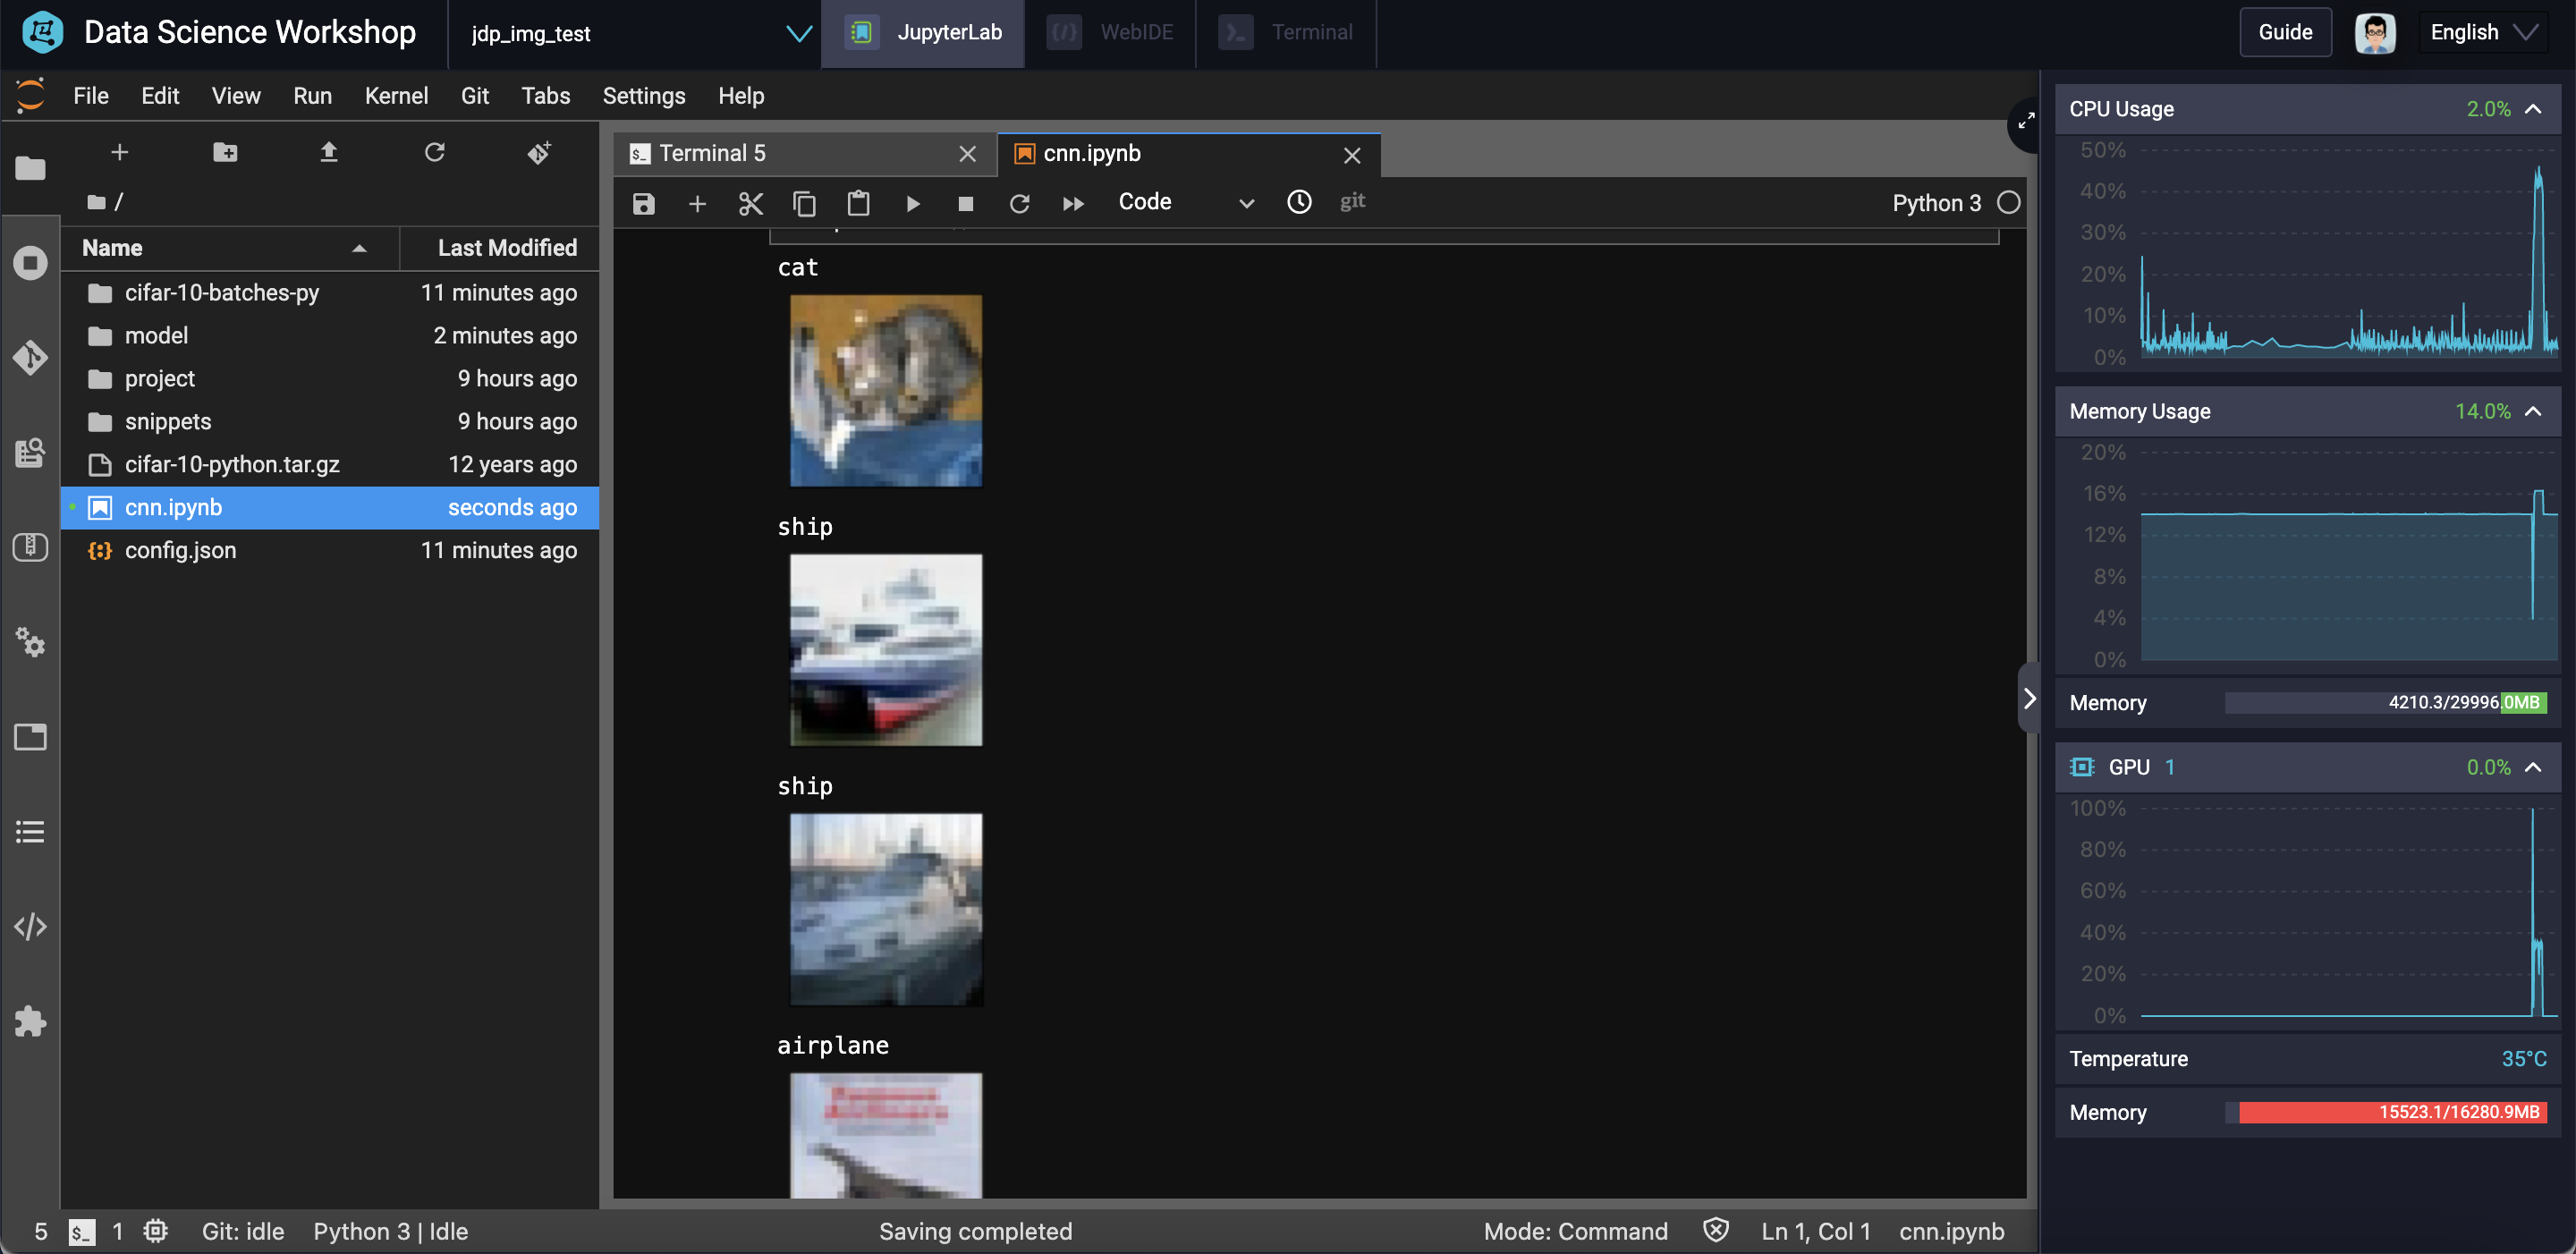 Data Science Workshop
jdp_img_test
JupyterLab
WebIDE
Terminal
Guide
English
File Edit View Run Kernel Git Tabs Settings Help
/
Name Last Modified
cifar-10-batches-py 11 minutes ago
model 2 minutes ago
project 9 hours ago
snippets 9 hours ago
cifar-10-python.tar.gz 12 years ago
cnn.ipynb seconds ago
config.json 11 minutes ago
Terminal 5
cnn.ipynb
Code
git
Python 3
cat
ship
ship
airplane
CPU Usage 2.0%
50%
40%
30%
20%
10%
0%
Memory Usage 14.0%
20%
16%
12%
8%
4%
0%
Memory 4210.3/29996.0MB
GPU 1 0.0%
100%
80%
60%
40%
20%
0%
Temperature 35°C
Memory 15523.1/16280.9MB
5 $_ 1 Git: idle Python 3 | Idle Saving completed Mode: Command Ln 1, Col 1 cnn.ipynb